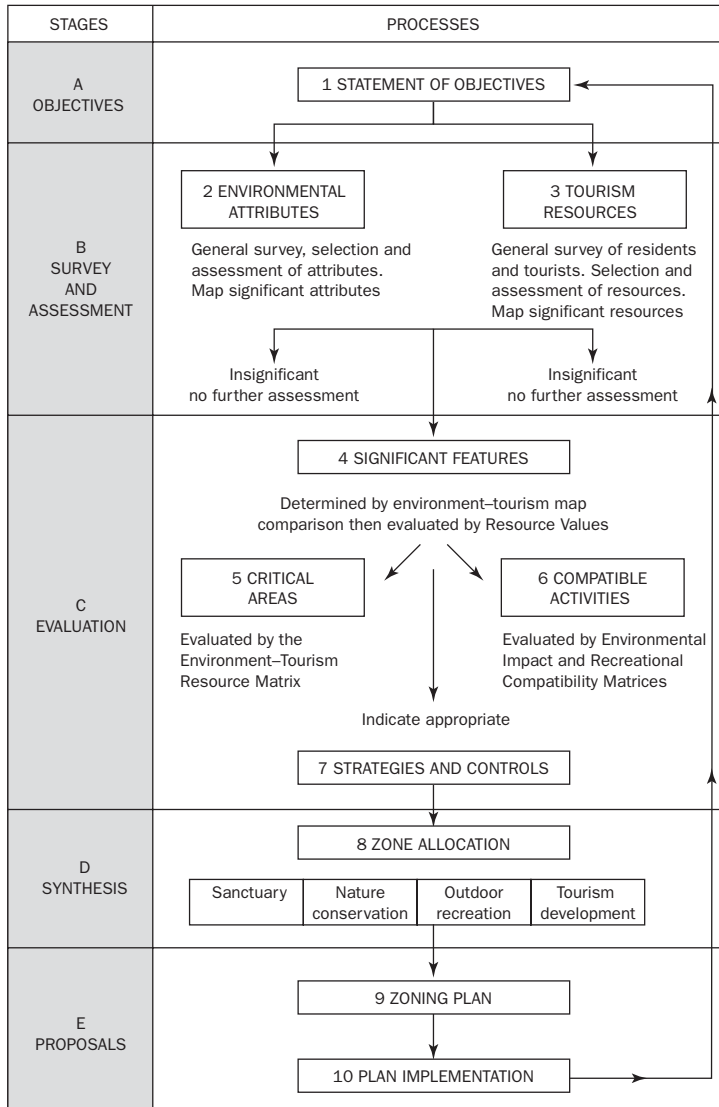 STAGES
PROCESSES
A
OBJECTIVES
1 STATEMENT OF OBJECTIVES
B
SURVEY
AND
ASSESSMENT
2 ENVIRONMENTAL
ATTRIBUTES
General survey, selection and
assessment of attributes.
Map significant attributes
3 TOURISM
RESOURCES
General survey of residents
and tourists. Selection and
assessment of resources.
Map significant resources
Insignificant
no further assessment
Insignificant
no further assessment
C
EVALUATION
4 SIGNIFICANT FEATURES
Determined by environment–tourism map
comparison then evaluated by Resource Values
5 CRITICAL
AREAS
Evaluated by the
Environment–Tourism
Resource Matrix
6 COMPATIBLE
ACTIVITIES
Evaluated by Environmental
Impact and Recreational
Compatibility Matrices
Indicate appropriate
7 STRATEGIES AND CONTROLS
D
SYNTHESIS
8 ZONE ALLOCATION
Sanctuary
Nature
conservation
Outdoor
recreation
Tourism
development
E
PROPOSALS
9 ZONING PLAN
10 PLAN IMPLEMENTATION